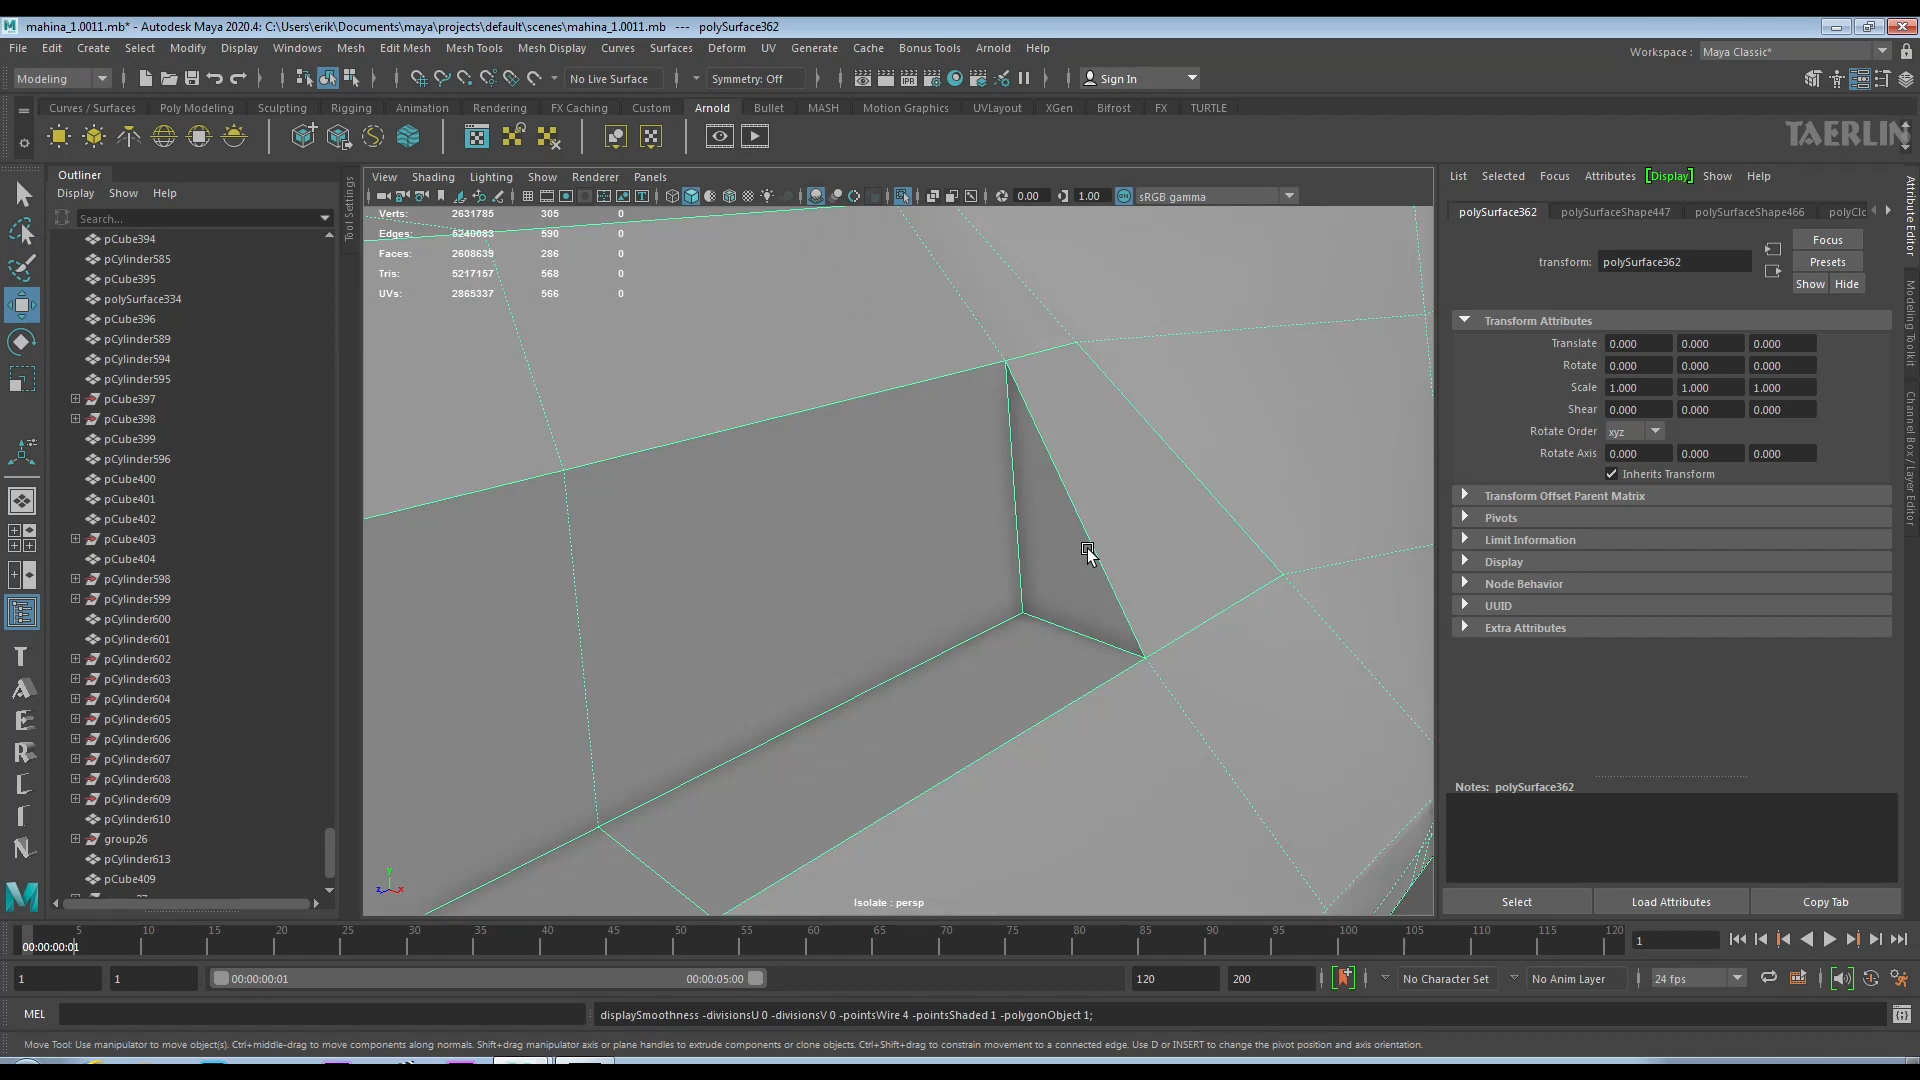 mahina_1.0011.mb* - Autodesk Maya 2020.4: C:\Users\erik\Documents\maya\projects\default\scenes\mahina_1.0011.mb --- polySurface362
File Edit Create Select Modify Display Windows Mesh Edit Mesh Mesh Tools Mesh Display Curves Surfaces Deform UV Generate Cache Bonus Tools Arnold Help
Workspace : Maya Classic*
Modeling No Live Surface Symmetry: Off Sign In
Curves / Surfaces Poly Modeling Sculpting Rigging Animation Rendering FX Caching Custom Arnold Bullet MASH Motion Graphics UVLayout XGen Bifrost FX TURTLE
TAERLIN
Outliner
Display Show Help
Search...
pCube394
pCylinder585
pCube395
polySurface334
pCube396
pCylinder589
pCylinder594
pCylinder595
pCube397
pCube398
pCube399
pCylinder596
pCube400
pCube401
pCube402
pCube403
pCube404
pCylinder598
pCylinder599
pCylinder600
pCylinder601
pCylinder602
pCylinder603
pCylinder604
pCylinder605
pCylinder606
pCylinder607
pCylinder608
pCylinder609
pCylinder610
group26
pCylinder613
pCube409
Tool Settings
View Shading Lighting Show Renderer Panels
0.00 1.00 ON sRGB gamma
Verts: 2631785 305 0
Edges: 5240083 590 0
Faces: 2608639 286 0
Tris: 5217157 568 0
UVs: 2865337 566 0
y
z x
Isolate : persp
List Selected Focus Attributes [Display] Show Help
polySurface362 polySurfaceShape447 polySurfaceShape466 polyClo
Focus
transform: polySurface362
Presets
Show Hide
Transform Attributes
Translate 0.000 0.000 0.000
Rotate 0.000 0.000 0.000
Scale 1.000 1.000 1.000
Shear 0.000 0.000 0.000
Rotate Order xyz
Rotate Axis 0.000 0.000 0.000
Inherits Transform
Transform Offset Parent Matrix
Pivots
Limit Information
Display
Node Behavior
UUID
Extra Attributes
Notes: polySurface362
Select Load Attributes Copy Tab
Attribute Editor
Modeling Toolkit
Channel Box / Layer Editor
5 10 15 20 25 30 35 40 45 50 55 60 65 70 75 80 85 90 95 100 105 110 115 120
00:00:00:01
1
1 1 00:00:00:01 00:00:05:00 120 200 No Character Set No Anim Layer 24 fps
MEL displaySmoothness -divisionsU 0 -divisionsV 0 -pointsWire 4 -pointsShaded 1 -polygonObject 1;
Move Tool: Use manipulator to move object(s). Ctrl+middle-drag to move components along normals. Shift+drag manipulator axis or plane handles to extrude components or clone objects. Ctrl+Shift+drag to constrain movement to a connected edge. Use D or INSERT to change the pivot position and axis orientation.